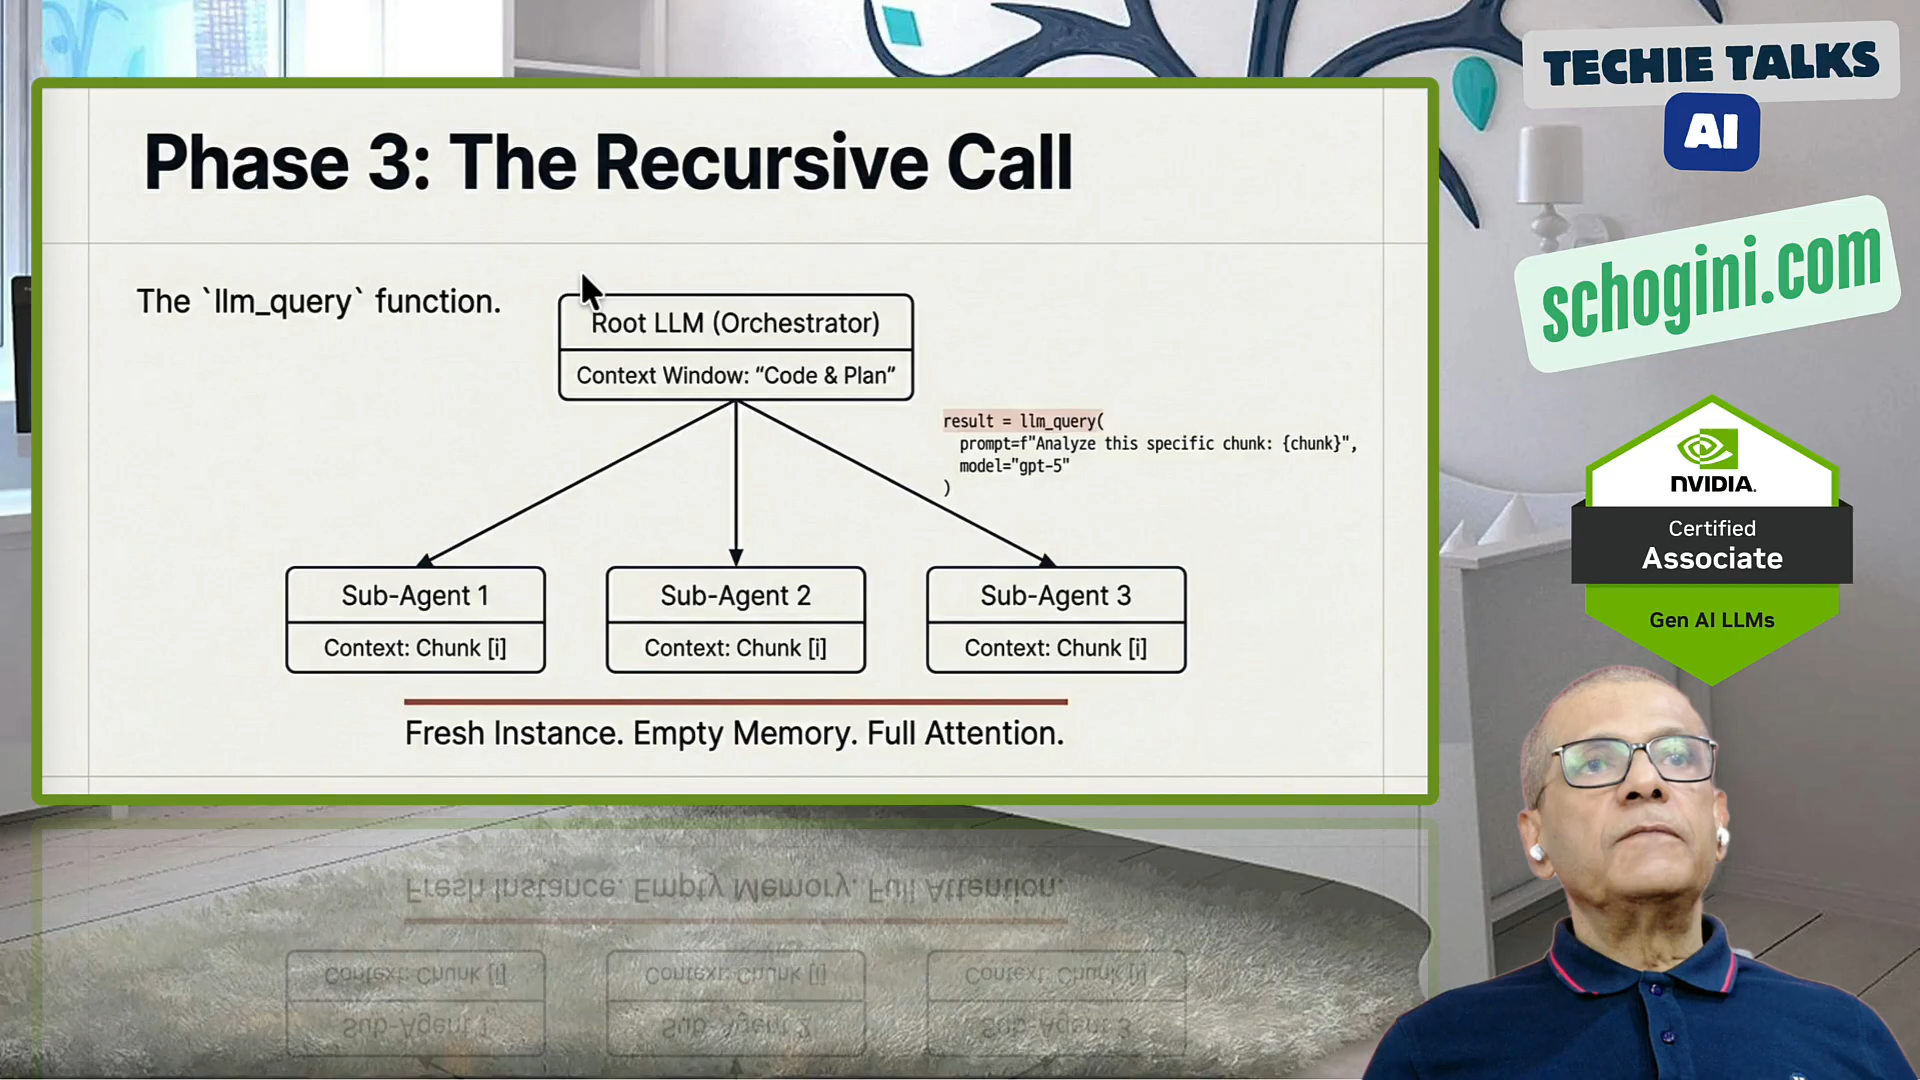 Phase 3: The Recursive Call
The `llm_query` function.
Root LLM (Orchestrator)
Context Window: “Code & Plan”
result = llm_query(
prompt=f"Analyze this specific chunk: {chunk}",
model="gpt-5"
)
Sub-Agent 1
Context: Chunk [i]
Sub-Agent 2
Context: Chunk [i]
Sub-Agent 3
Context: Chunk [i]
Fresh Instance. Empty Memory. Full Attention.
TECHIE TALKS
AI
schogini.com
NVIDIA.
Certified
Associate
Gen AI LLMs